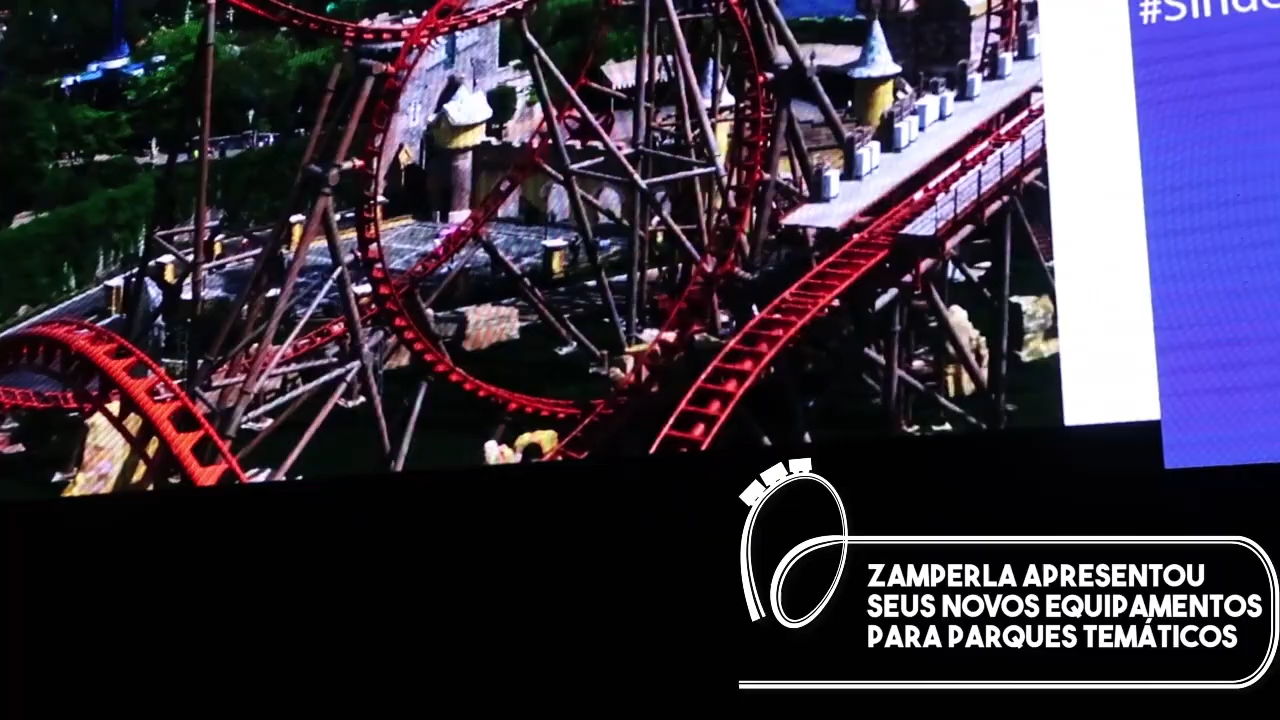 ZAMPERLA APRESENTOU
SEUS NOVOS EQUIPAMENTOS
PARA PARQUES TEMÁTICOS